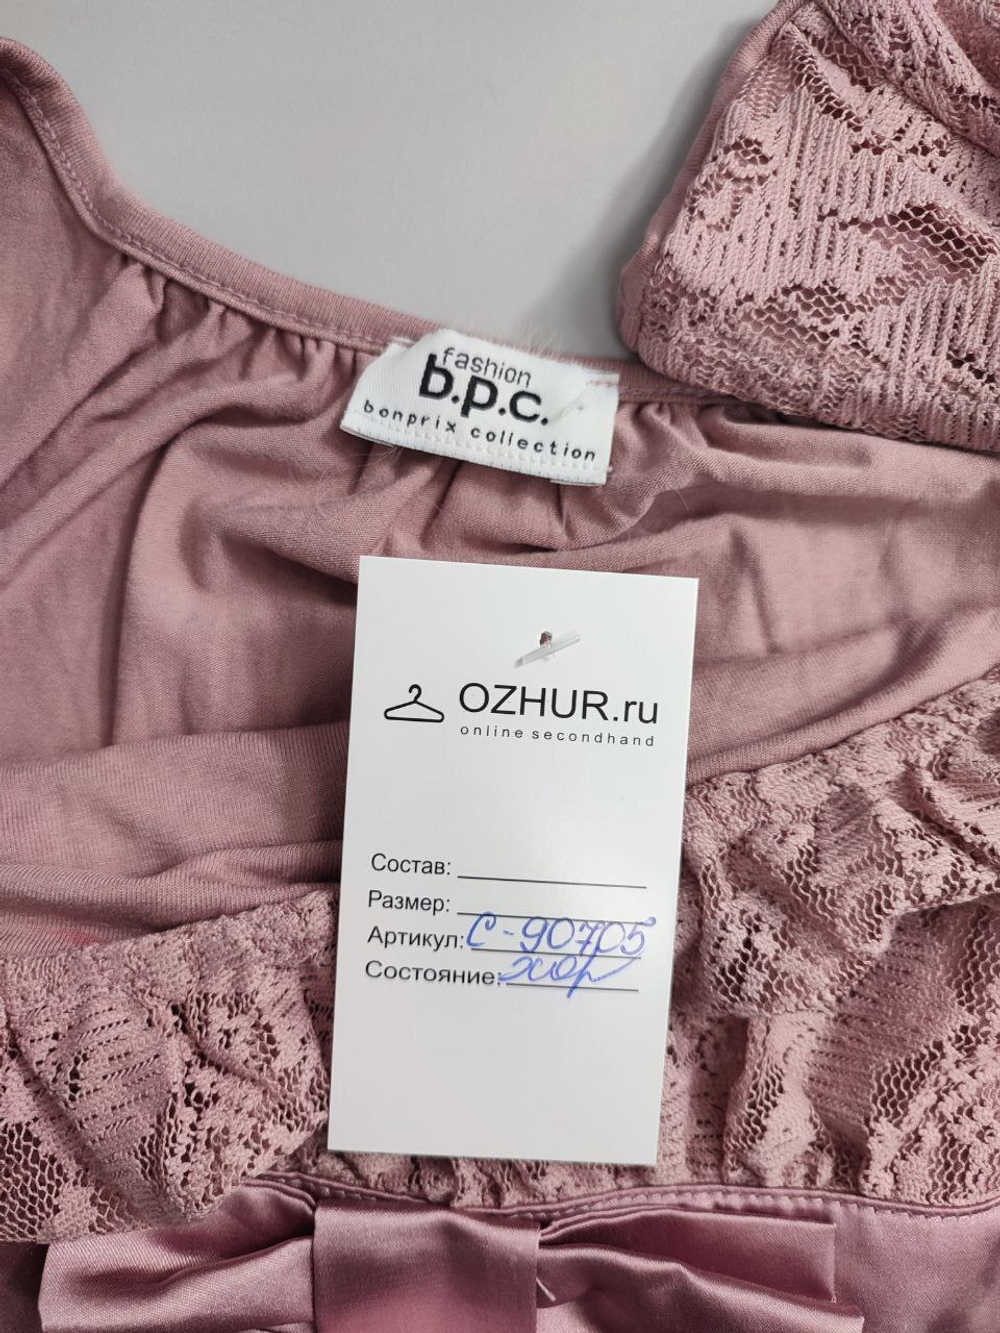 fashion
b.p.c.
bonprix collection
OZHUR.ru
online secondhand
Состав:
Размер:
Артикул: С-90705
Состояние: хор